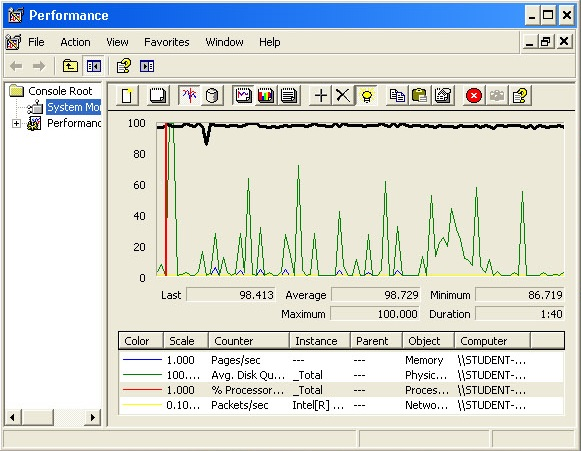 Performance
File Action View Favorites Window Help
Console Root
System Mo
Performanc
100
80
60
40
20
0
Last 98.413 Average 98.729 Minimum 86.719
Maximum 100.000 Duration 1:40
Color Scale Counter Instance Parent Object Computer
1.000 Pages/sec --- --- Memory \\STUDENT-...
100.... Avg. Disk Qu... _Total --- Physic... \\STUDENT-...
1.000 % Processor... _Total --- Proces... \\STUDENT-...
0.10... Packets/sec Intel[R] ... --- Netwo... \\STUDENT-...